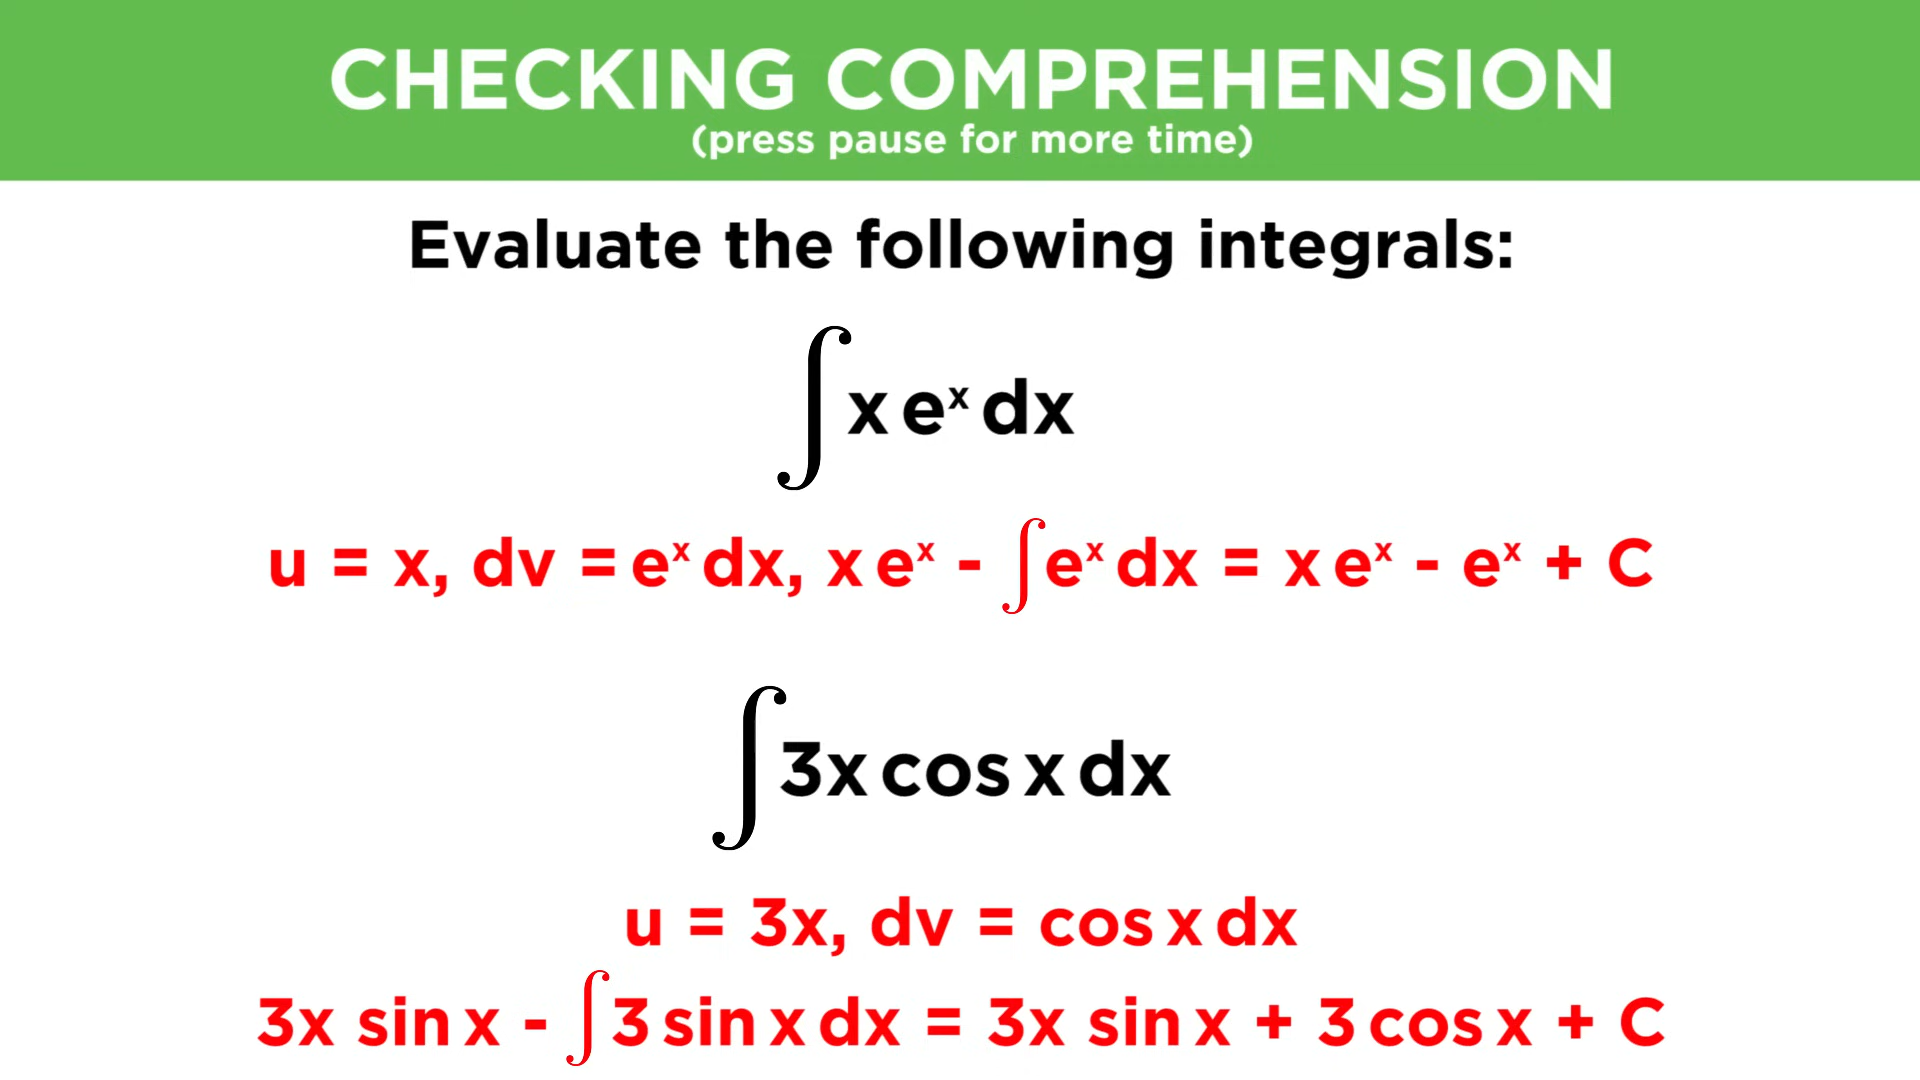 CHECKING COMPREHENSION
(press pause for more time)
Evaluate the following integrals:
∫ x eˣ dx
u = x, dv = eˣ dx, x eˣ - ∫ eˣ dx = x eˣ - eˣ + C
∫ 3x cos x dx
u = 3x, dv = cos x dx
3x sin x - ∫ 3 sin x dx = 3x sin x + 3 cos x + C